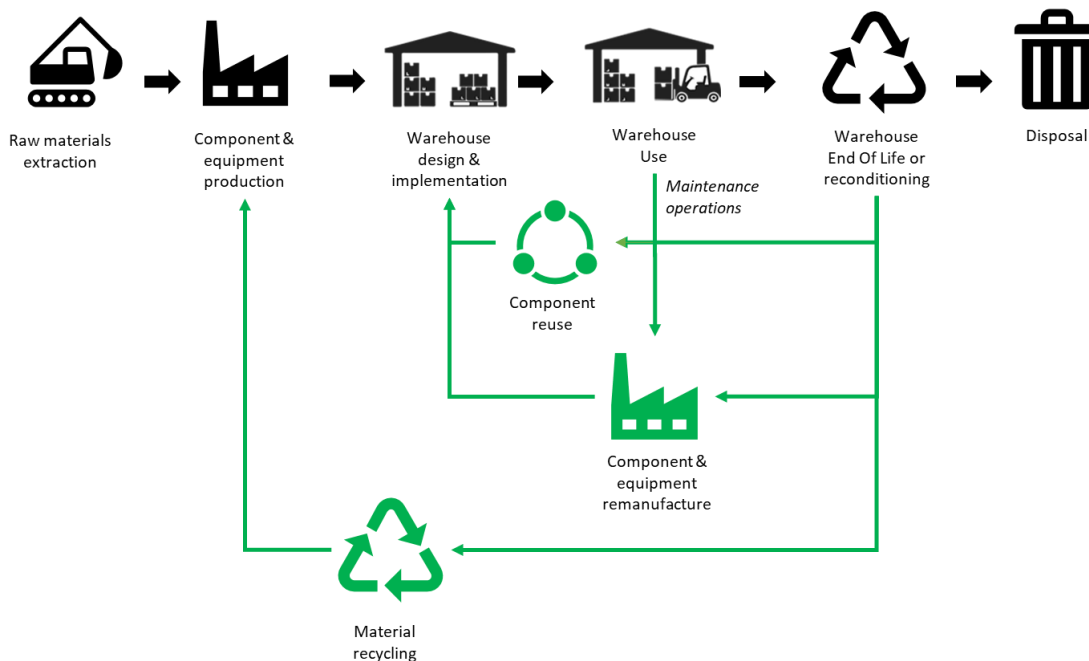 Raw materials
extraction
Component &
equipment
production
Warehouse
design &
implementation
Warehouse
Use
Warehouse
End Of Life or
reconditioning
Disposal
Maintenance
operations
Component
reuse
Component &
equipment
remanufacture
Material
recycling